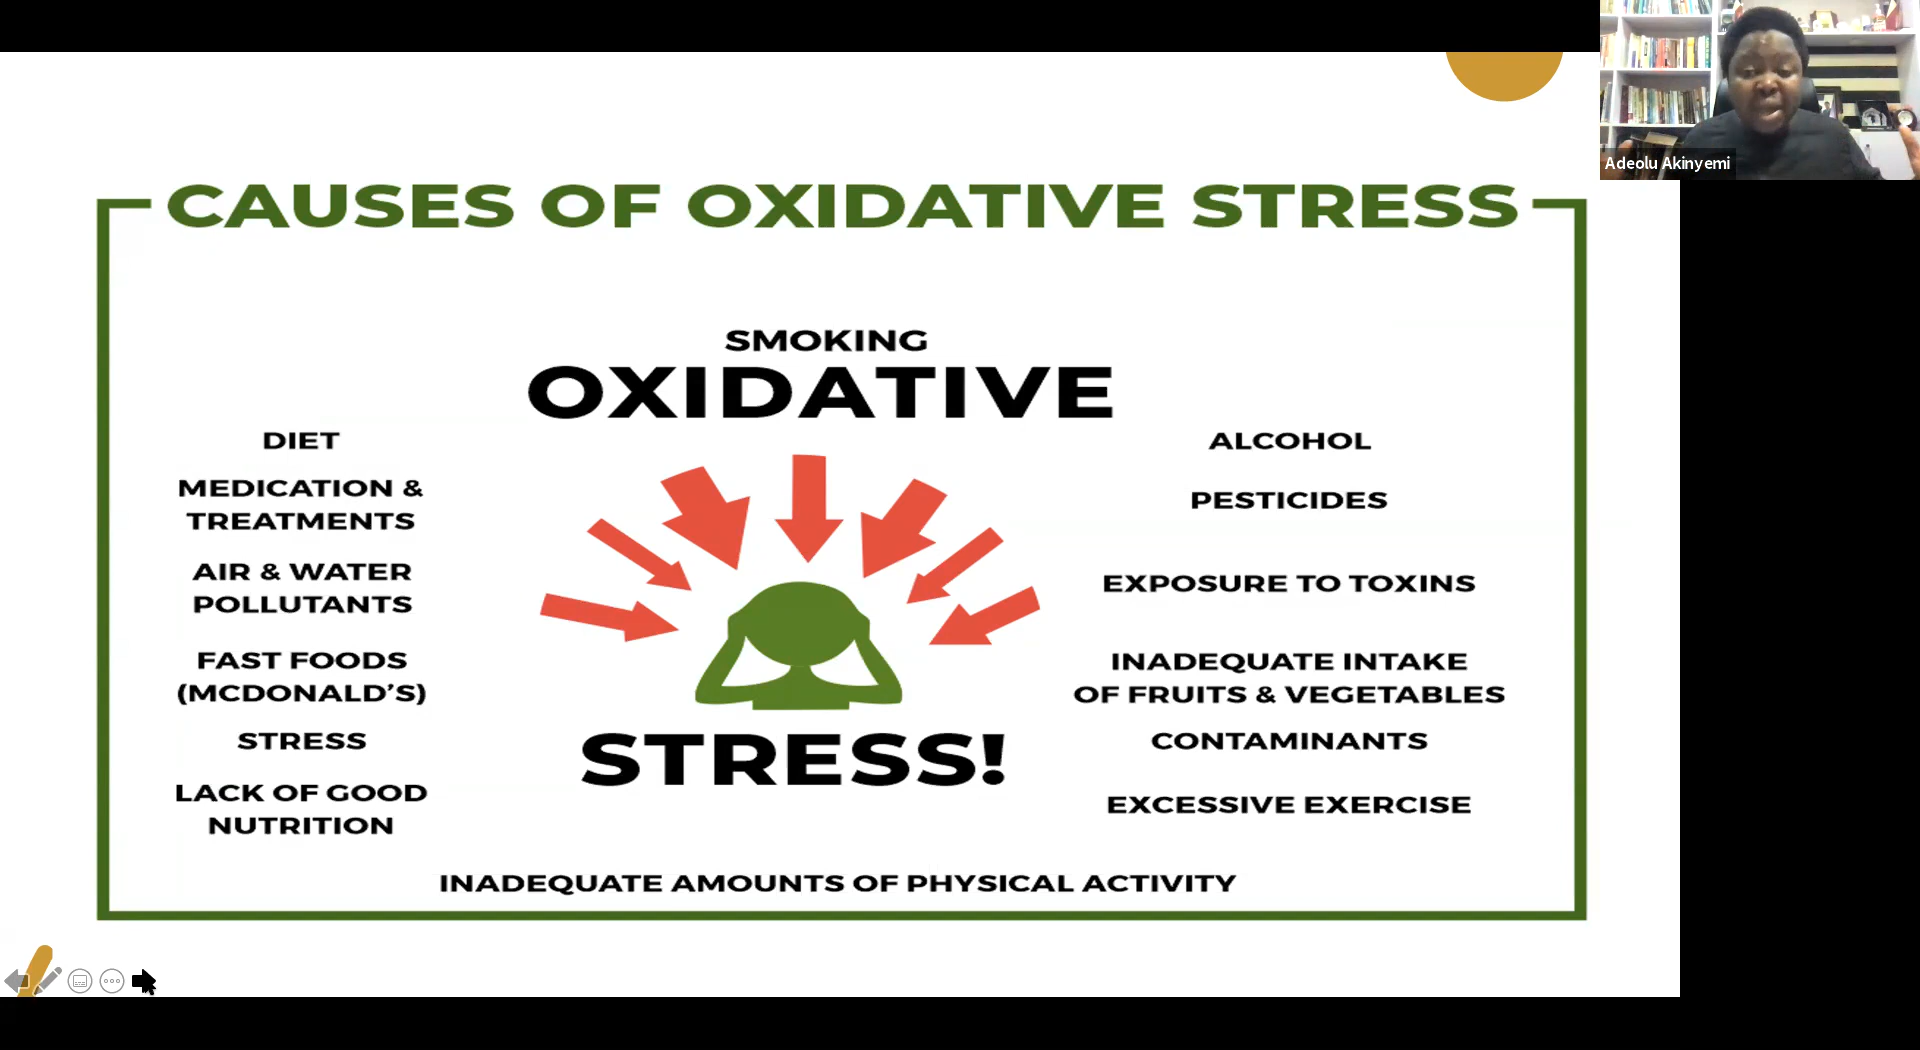 Adeolu Akinyemi
CAUSES OF OXIDATIVE STRESS
SMOKING
OXIDATIVE
STRESS!
DIET
MEDICATION &
TREATMENTS
AIR & WATER
POLLUTANTS
FAST FOODS
(MCDONALD’S)
STRESS
LACK OF GOOD
NUTRITION
ALCOHOL
PESTICIDES
EXPOSURE TO TOXINS
INADEQUATE INTAKE
OF FRUITS & VEGETABLES
CONTAMINANTS
EXCESSIVE EXERCISE
INADEQUATE AMOUNTS OF PHYSICAL ACTIVITY